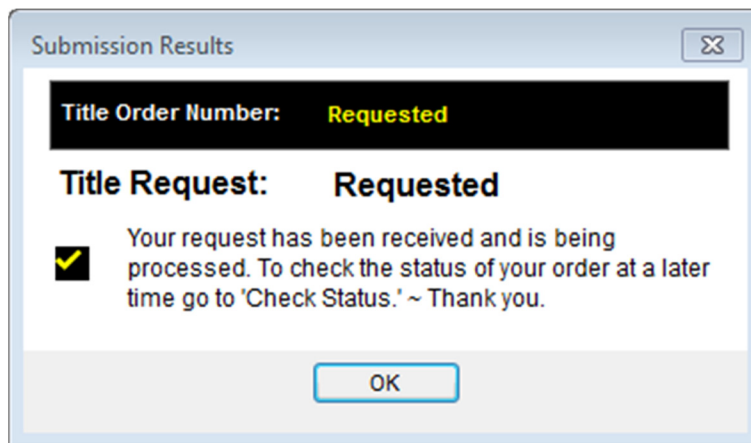 Submission Results
Title Order Number: Requested
Title Request: Requested
Your request has been received and is being
processed. To check the status of your order at a later
time go to 'Check Status.' ~ Thank you.
OK